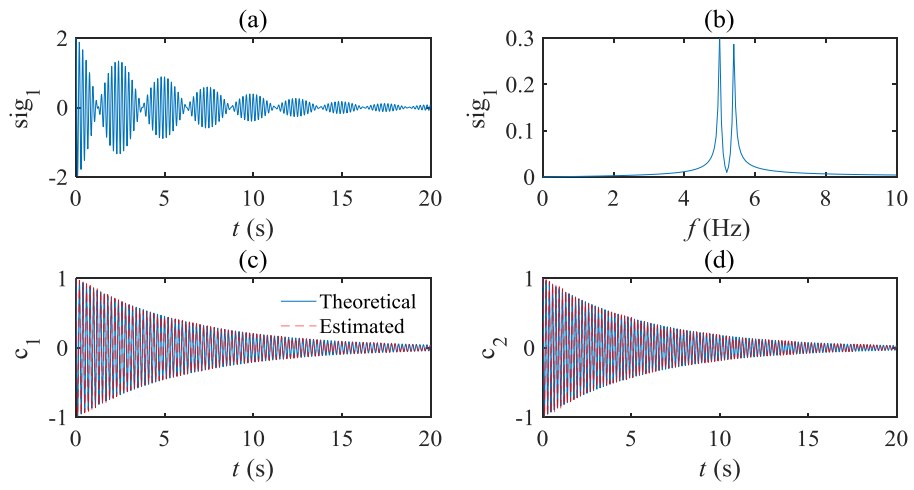 (a)
2
0
-2
sig1
0 5 10 15 20
t (s)
(b)
0.3
0.2
0.1
0
sig1
0 2 4 6 8 10
f (Hz)
(c)
1
0
-1
c1
Theoretical
Estimated
0 5 10 15 20
t (s)
(d)
1
0
-1
c2
0 5 10 15 20
t (s)